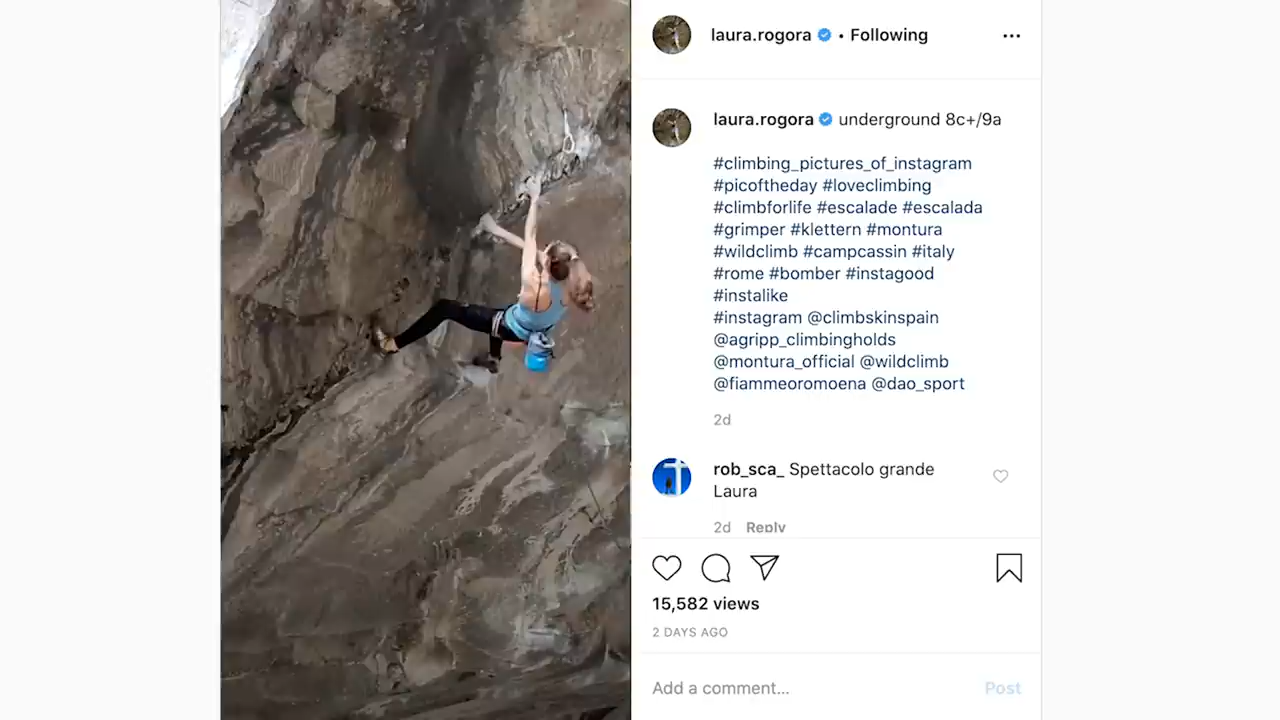 laura.rogora • Following
laura.rogora underground 8c+/9a
#climbing_pictures_of_instagram
#picoftheday #loveclimbing
#climbforlife #escalade #escalada
#grimper #klettern #montura
#wildclimb #campcassin #italy
#rome #bomber #instagood
#instalike
#instagram @climbskinspain
@agripp_climbingholds
@montura_official @wildclimb
@fiammeoromoena @dao_sport
2d
rob_sca_ Spettacolo grande
Laura
2d Reply
15,582 views
2 DAYS AGO
Add a comment... Post